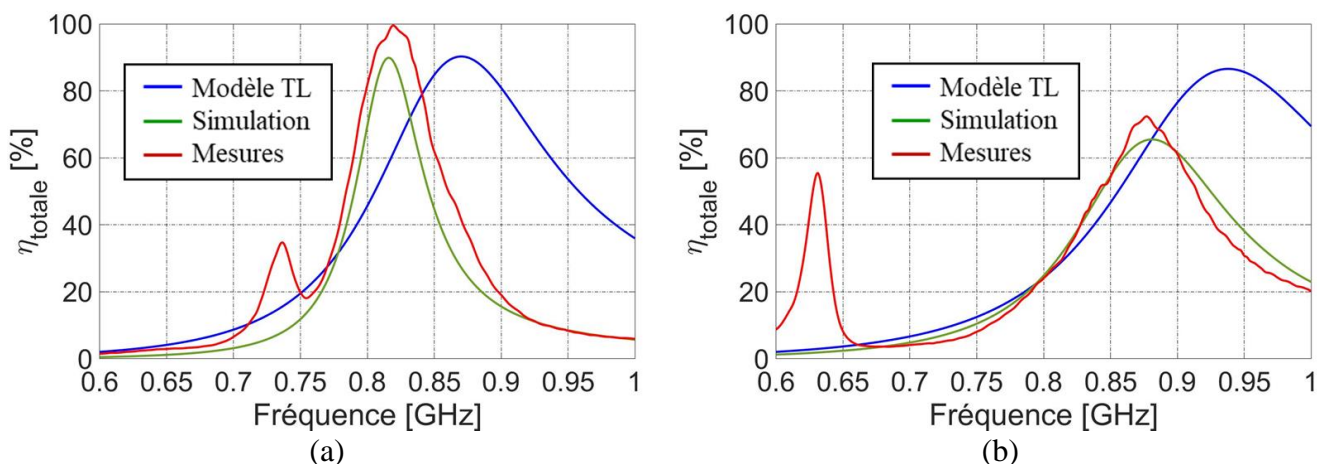 100
80
60
40
20
0
η totale [%]
Modèle TL
Simulation
Mesures
0.6 0.65 0.7 0.75 0.8 0.85 0.9 0.95 1
Fréquence [GHz]
(a)
100
80
60
40
20
0
η totale [%]
Modèle TL
Simulation
Mesures
0.6 0.65 0.7 0.75 0.8 0.85 0.9 0.95 1
Fréquence [GHz]
(b)